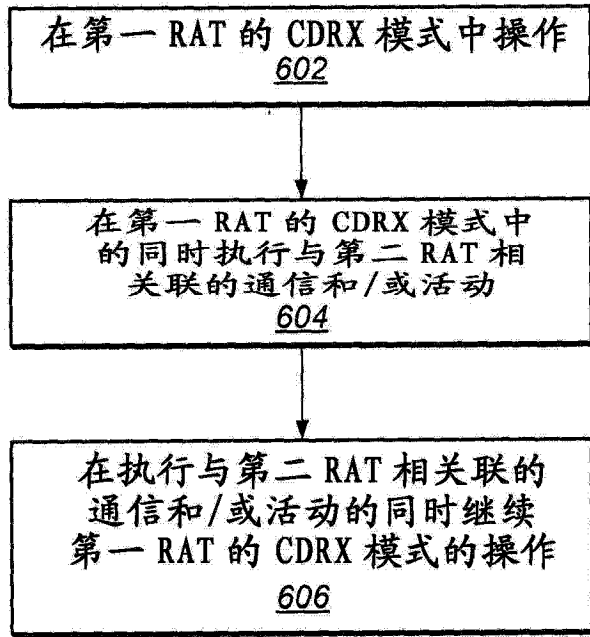 在第一 RAT 的 CDRX 模式中操作
602
在第一 RAT 的 CDRX 模式中
的同时执行与第二 RAT 相
关联的通信和/或活动
604
在执行与第二 RAT 相关联的
通信和/或活动的同时继续
第一 RAT 的 CDRX 模式的操作
606